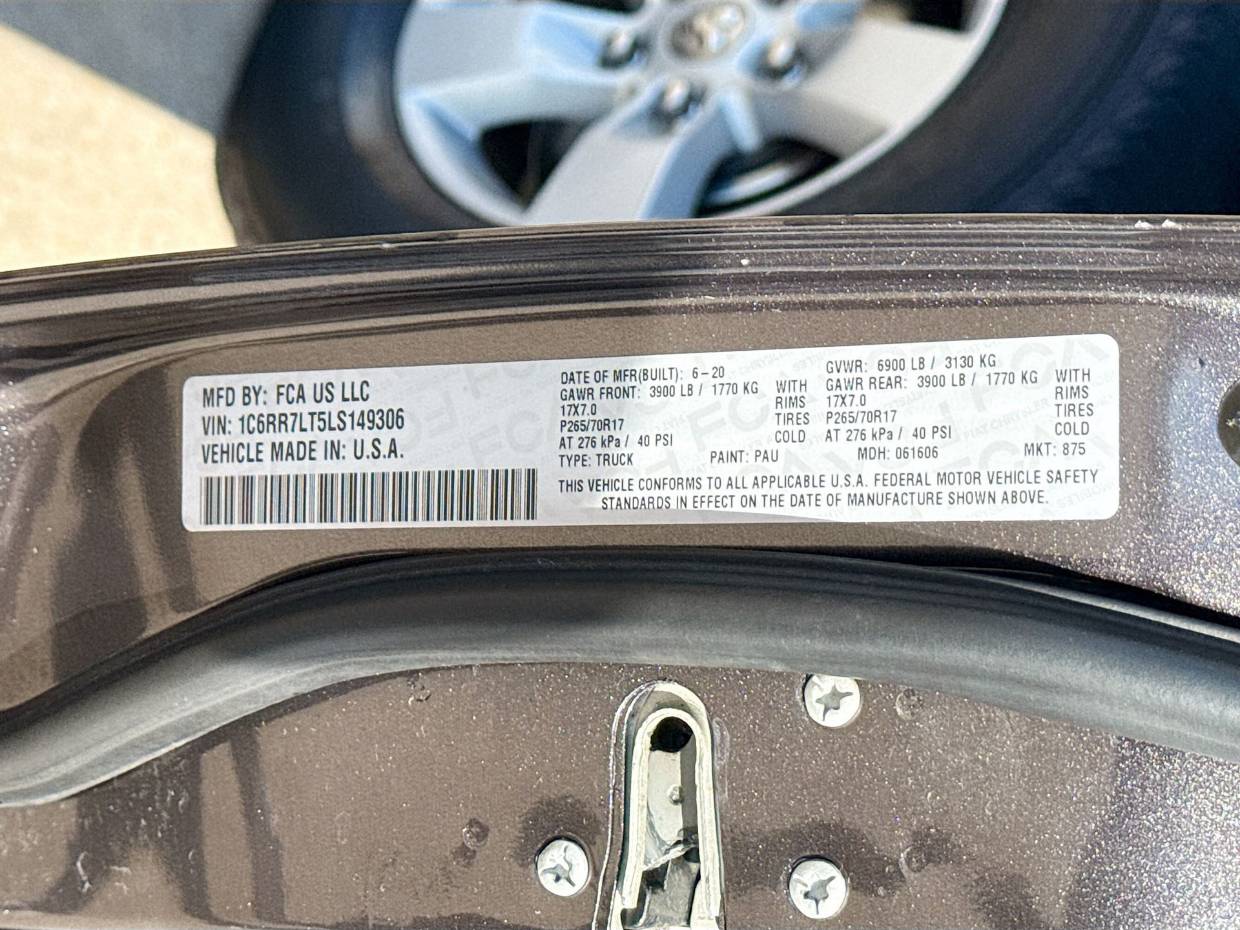 MFD BY: FCA US LLC
VIN: 1C6RR7LT5LS149306
VEHICLE MADE IN: U.S.A.
DATE OF MFR(BUILT): 6-20 GVWR: 6900 LB / 3130 KG
GAWR FRONT: 3900 LB / 1770 KG WITH GAWR REAR: 3900 LB / 1770 KG WITH
17X7.0 RIMS 17X7.0 RIMS
P265/70R17 TIRES P265/70R17 TIRES
AT 276 kPa / 40 PSI COLD AT 276 kPa / 40 PSI COLD
TYPE: TRUCK PAINT: PAU MDH: 061606 MKT: 875
THIS VEHICLE CONFORMS TO ALL APPLICABLE U.S.A. FEDERAL MOTOR VEHICLE SAFETY
STANDARDS IN EFFECT ON THE DATE OF MANUFACTURE SHOWN ABOVE.